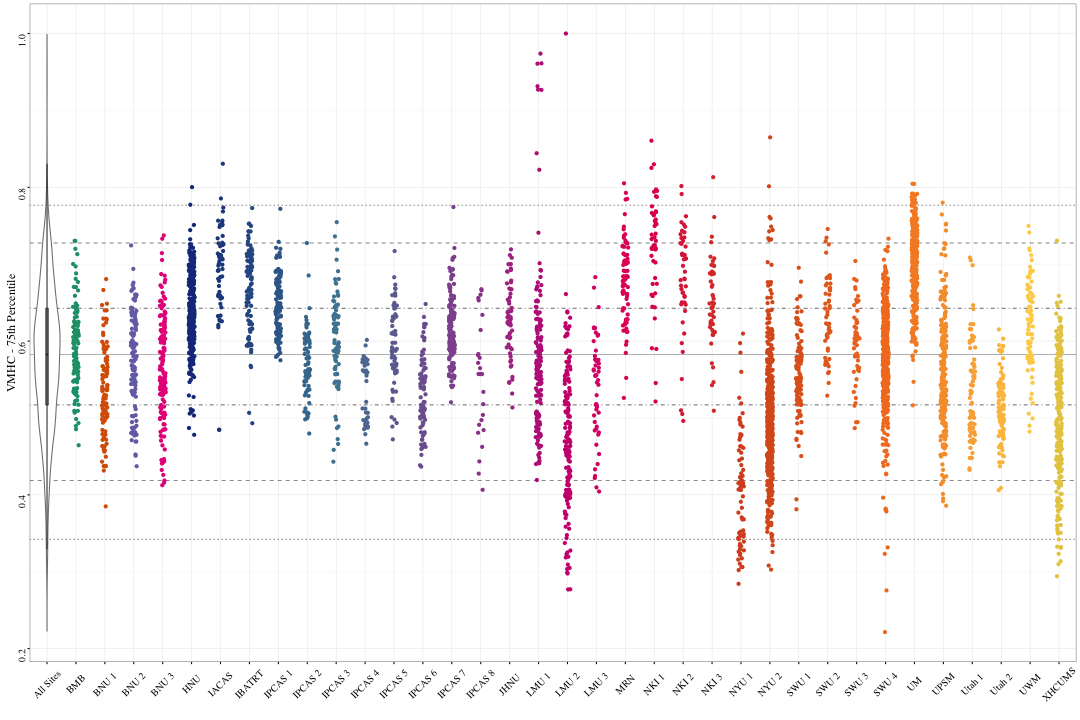 VMHC - 75th Percentile
1.0
0.8
0.6
0.4
0.2
All Sites
BMB
BNU 1
BNU 2
BNU 3
HNU
IACAS
IBATRT
IPCAS 1
IPCAS 2
IPCAS 3
IPCAS 4
IPCAS 5
IPCAS 6
IPCAS 7
IPCAS 8
JHNU
LMU 1
LMU 2
LMU 3
MRN
NKI 1
NKI 2
NKI 3
NYU 1
NYU 2
SWU 1
SWU 2
SWU 3
SWU 4
UM
UPSM
Utah 1
Utah 2
UWM
XHCUMS